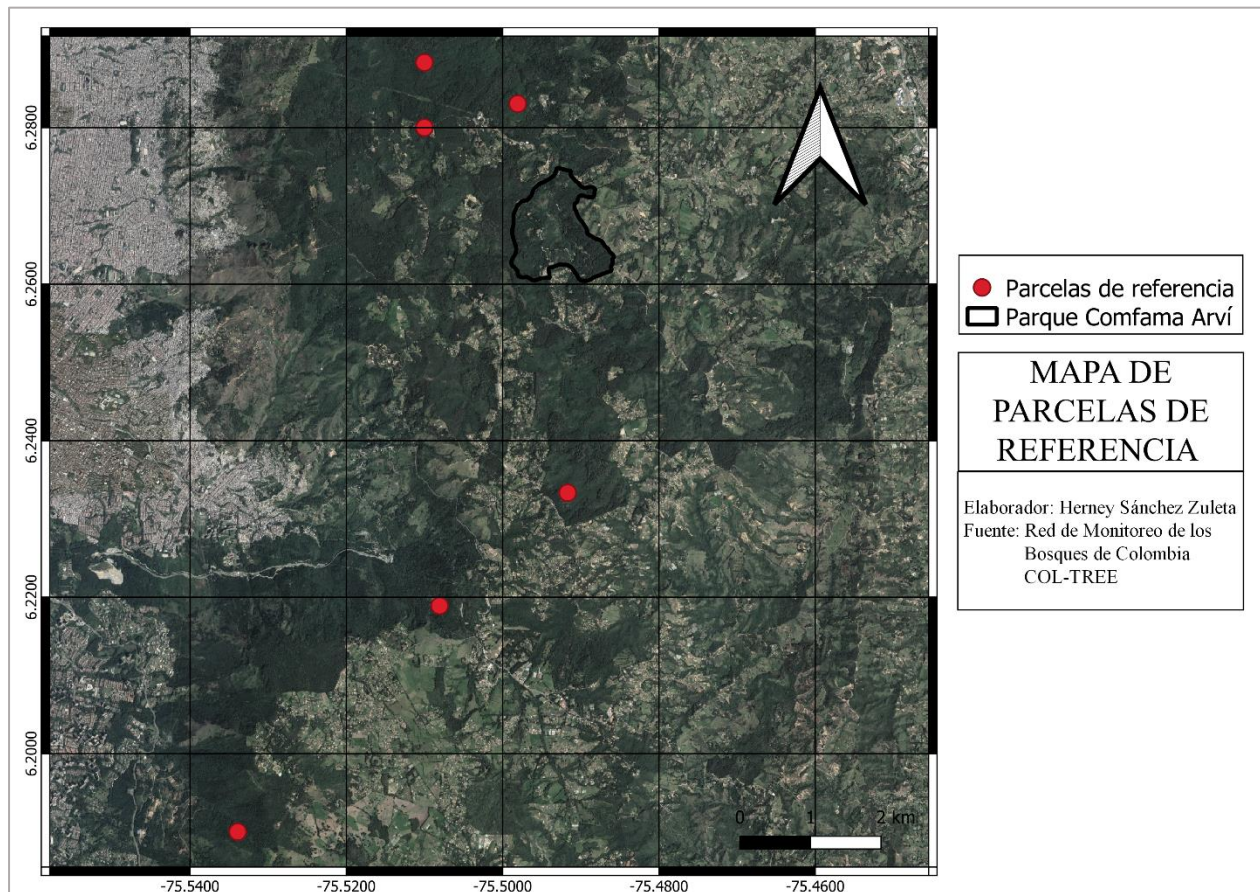 6.2800
6.2600
6.2400
6.2200
6.2000
-75.5400
-75.5200
-75.5000
-75.4800
-75.4600
0 1 2 km
Parcelas de referencia
Parque Comfama Arví
MAPA DE
PARCELAS DE
REFERENCIA
Elaborador: Herney Sánchez Zuleta
Fuente: Red de Monitoreo de los
Bosques de Colombia
COL-TREE